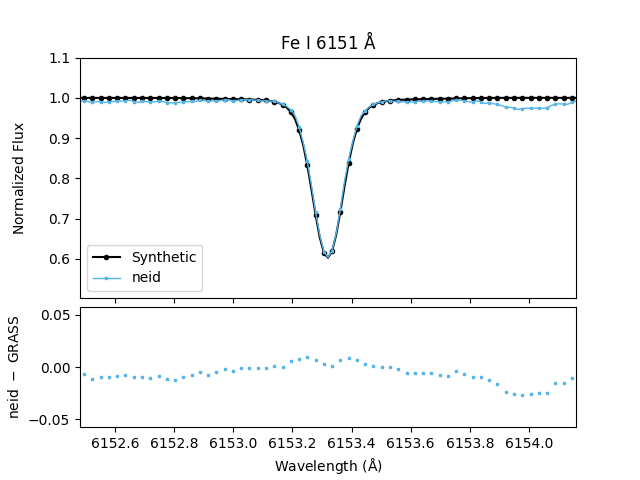 Fe I 6151 Å
1.1
1.0
0.9
0.8
0.7
0.6
Normalized Flux
Synthetic
neid
0.05
0.00
−0.05
neid − GRASS
6152.6 6152.8 6153.0 6153.2 6153.4 6153.6 6153.8 6154.0
Wavelength (Å)